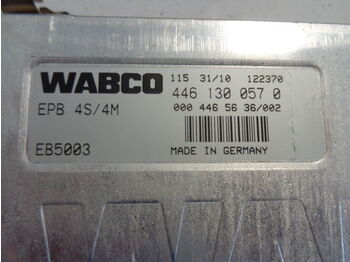 WABCO
115 31/10 122370
446 130 057 0
EPB 4S/4M
000 446 56 36/002
EB5003
MADE IN GERMANY